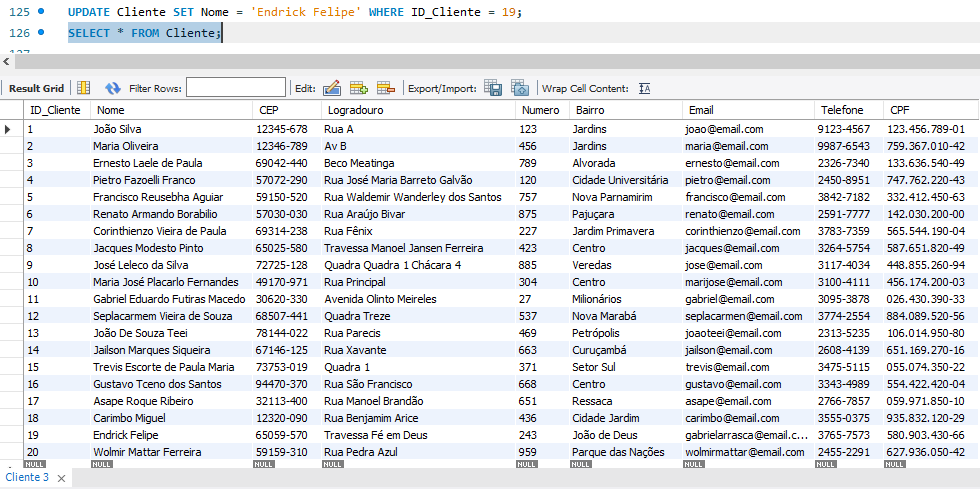 125 UPDATE Cliente SET Nome = 'Endrick Felipe' WHERE ID_Cliente = 19;
126 SELECT * FROM Cliente;
Result Grid Filter Rows: Edit: Export/Import: Wrap Cell Content:
ID_Cliente Nome CEP Logradouro Numero Bairro Email Telefone CPF
1 João Silva 12345-678 Rua A 123 Jardins joao@email.com 9123-4567 123.456.789-01
2 Maria Oliveira 12346-789 Av B 456 Jardins maria@email.com 9987-6543 759.367.010-42
3 Ernesto Laele de Paula 69042-440 Beco Meatinga 789 Alvorada ernesto@email.com 2326-7340 133.636.540-49
4 Pietro Fazoelli Franco 57072-290 Rua José Maria Barreto Galvão 120 Cidade Universitária pietro@email.com 2450-8951 747.762.220-43
5 Francisco Reusebha Aguiar 59150-520 Rua Waldemir Wanderley dos Santos 757 Nova Parnamirim francisco@email.com 3842-7182 332.412.450-63
6 Renato Armando Borabilio 57030-030 Rua Araújo Bivar 875 Pajuçara renato@email.com 2591-7777 142.030.200-00
7 Corinthienzo Vieira de Paula 69314-238 Rua Fênix 227 Jardim Primavera corinthienzo@email.com 3783-7359 565.544.190-04
8 Jacques Modesto Pinto 65025-580 Travessa Manoel Jansen Ferreira 423 Centro jacques@email.com 3264-5754 587.651.820-49
9 José Leleco da Silva 72725-128 Quadra Quadra 1 Chácara 4 885 Veredas jose@email.com 3117-4034 448.855.260-94
10 Maria José Placarlo Fernandes 49170-971 Rua Principal 304 Centro marijose@email.com 3100-4111 456.174.200-03
11 Gabriel Eduardo Futiras Macedo 30620-330 Avenida Olinto Meireles 27 Milionários gabriel@email.com 3095-3878 026.430.390-33
12 Seplacarmem Vieira de Souza 68507-441 Quadra Treze 537 Nova Marabá seplacarmen@email.com 3774-2554 884.089.520-56
13 João De Souza Teei 78144-022 Rua Parecis 469 Petrópolis joaoteei@email.com 2313-5235 106.014.950-80
14 Jailson Marques Siqueira 67146-125 Rua Xavante 663 Curuçambá jailson@email.com 2608-4139 651.169.270-16
15 Trevis Escorte de Paula Maria 73753-019 Quadra 1 371 Setor Sul trevis@email.com 3475-5115 055.074.350-22
16 Gustavo Tceno dos Santos 94470-370 Rua São Francisco 668 Centro gustavo@email.com 3343-4989 554.422.420-04
17 Asape Roque Ribeiro 32113-400 Rua Manoel Brandão 651 Ressaca asape@email.com 2766-7857 059.971.850-10
18 Carimbo Miguel 12320-090 Rua Benjamim Arice 436 Cidade Jardim carimbo@email.com 3555-0375 935.832.120-29
19 Endrick Felipe 65059-570 Travessa Fé em Deus 243 João de Deus gabrielarrasca@email.c... 3765-7573 580.903.430-66
20 Wolmir Mattar Ferreira 59159-310 Rua Pedra Azul 959 Parque das Nações wolmirmattar@email.com 2455-2291 627.936.050-42
NULL NULL NULL NULL NULL NULL NULL NULL NULL
Cliente 3